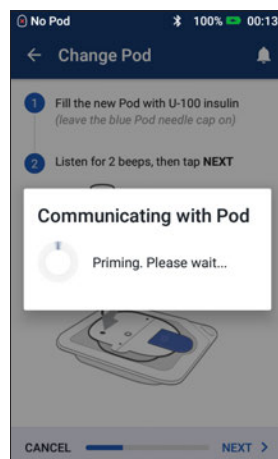 No Pod 100% 00:13
Change Pod
1 Fill the new Pod with U-100 insulin
(leave the blue Pod needle cap on)
2 Listen for 2 beeps, then tap NEXT
Communicating with Pod
Priming. Please wait...
CANCEL NEXT